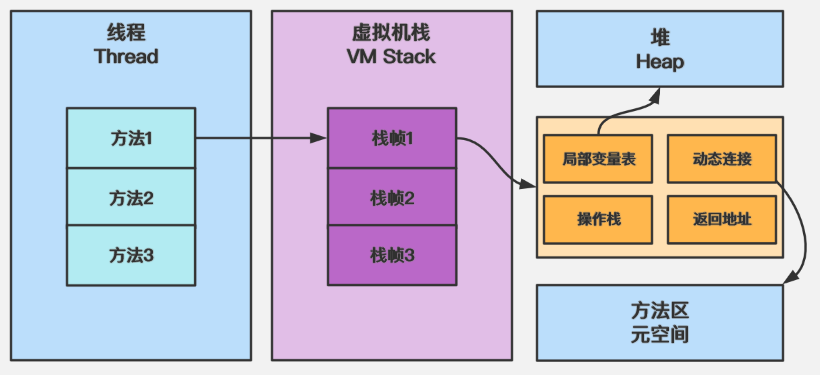 线程
Thread
方法1
方法2
方法3
虚拟机栈
VM Stack
栈帧1
栈帧2
栈帧3
堆
Heap
局部变量表
动态连接
操作栈
返回地址
方法区
元空间